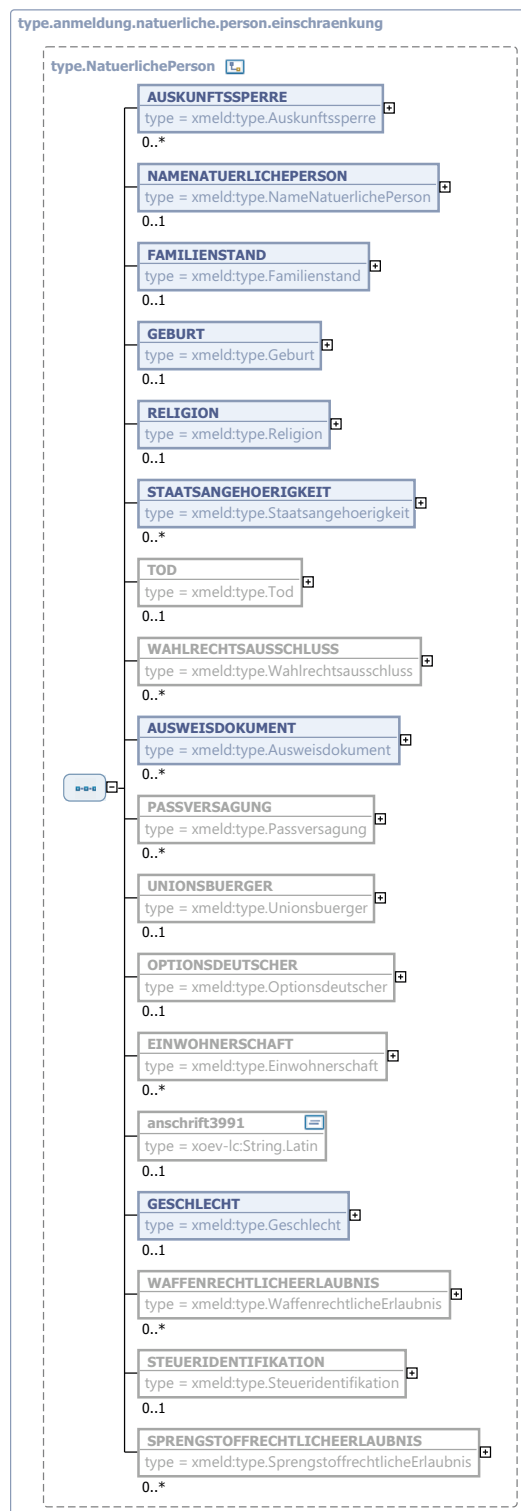 type.anmeldung.natuerliche.person.einschraenkung
type.NatuerlichePerson
AUSKUNFTSSPERRE
type = xmeld:type.Auskunftssperre
0..*
NAMENATUERLICHEPERSON
type = xmeld:type.NameNatuerlichePerson
0..1
FAMILIENSTAND
type = xmeld:type.Familienstand
0..1
GEBURT
type = xmeld:type.Geburt
0..1
RELIGION
type = xmeld:type.Religion
0..1
STAATSANGEHOERIGKEIT
type = xmeld:type.Staatsangehoerigkeit
0..*
TOD
type = xmeld:type.Tod
0..1
WAHLRECHTSAUSSCHLUSS
type = xmeld:type.Wahlrechtsausschluss
0..*
AUSWEISDOKUMENT
type = xmeld:type.Ausweisdokument
0..*
PASSVERSAGUNG
type = xmeld:type.Passversagung
0..*
UNIONSBUERGER
type = xmeld:type.Unionsbuerger
0..1
OPTIONSDEUTSCHER
type = xmeld:type.Optionsdeutscher
0..1
EINWOHNERSCHAFT
type = xmeld:type.Einwohnerschaft
0..*
anschrift3991
type = xoev-lc:String.Latin
0..1
GESCHLECHT
type = xmeld:type.Geschlecht
0..1
WAFFENRECHTLICHEERLAUBNIS
type = xmeld:type.WaffenrechtlicheErlaubnis
0..*
STEUERIDENTIFIKATION
type = xmeld:type.Steueridentifikation
0..1
SPRENGSTOFFRECHTLICHEERLAUBNIS
type = xmeld:type.SprengstoffrechtlicheErlaubnis
0..*